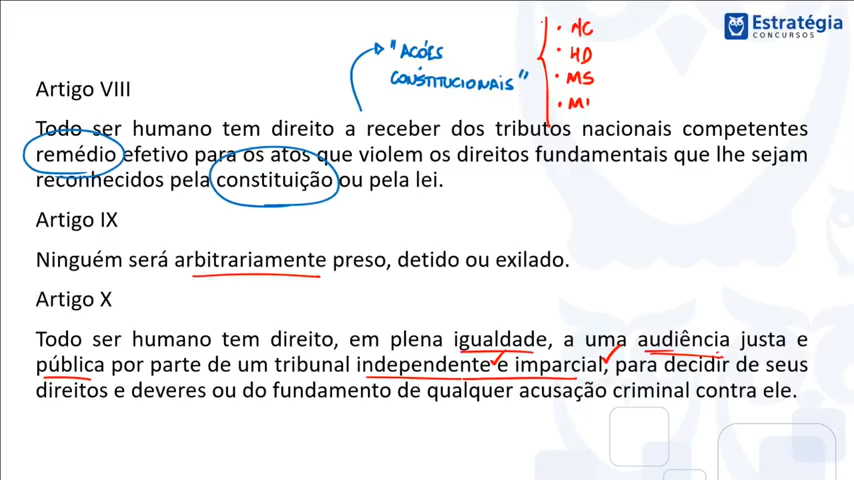 Estratégia
CONCURSOS
"AÇÕES
CONSTITUCIONAIS"
• HC
• HD
• MS
• MI
Artigo VIII
Todo ser humano tem direito a receber dos tributos nacionais competentes
remédio efetivo para os atos que violem os direitos fundamentais que lhe sejam
reconhecidos pela constituição ou pela lei.
Artigo IX
Ninguém será arbitrariamente preso, detido ou exilado.
Artigo X
Todo ser humano tem direito, em plena igualdade, a uma audiência justa e
pública por parte de um tribunal independente e imparcial, para decidir de seus
direitos e deveres ou do fundamento de qualquer acusação criminal contra ele.